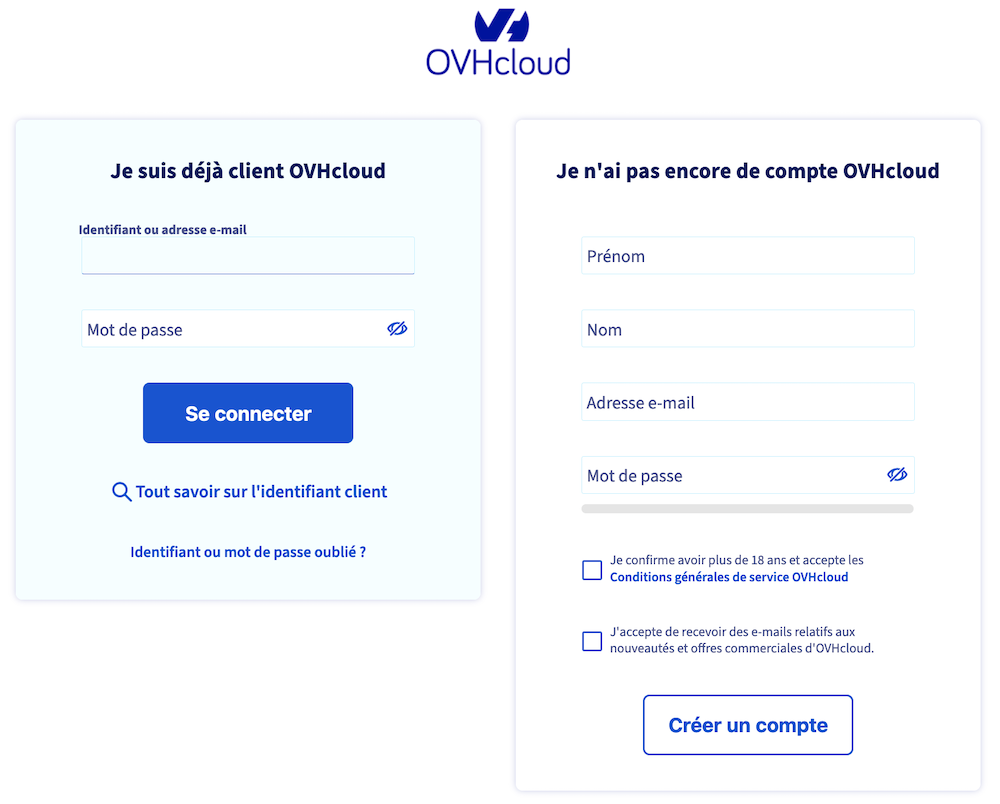 OVHcloud
Je suis déjà client OVHcloud
Identifiant ou adresse e-mail
Mot de passe
Se connecter
Tout savoir sur l'identifiant client
Identifiant ou mot de passe oublié ?
Je n'ai pas encore de compte OVHcloud
Prénom
Nom
Adresse e-mail
Mot de passe
Je confirme avoir plus de 18 ans et accepte les
Conditions générales de service OVHcloud
J'accepte de recevoir des e-mails relatifs aux
nouveautés et offres commerciales d'OVHcloud.
Créer un compte